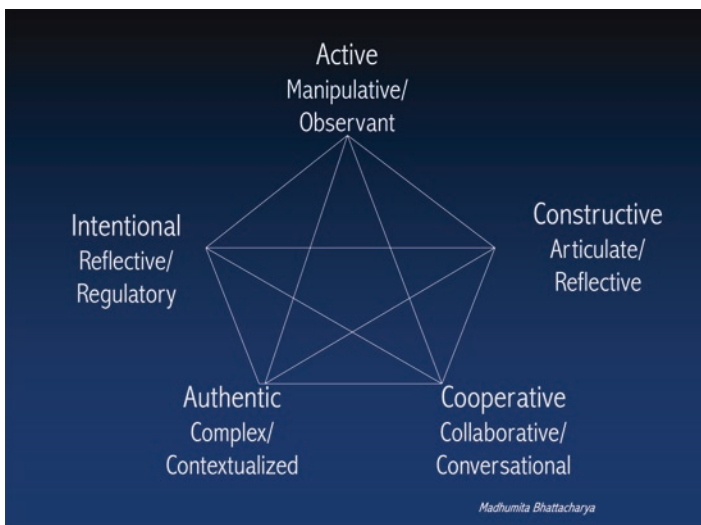 Active
Manipulative/
Observant
Intentional
Reflective/
Regulatory
Constructive
Articulate/
Reflective
Authentic
Complex/
Contextualized
Cooperative
Collaborative/
Conversational
Madhumita Bhattacharya